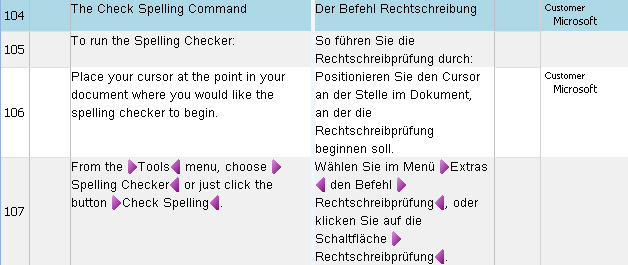 104
The Check Spelling Command
Der Befehl Rechtschreibung
Customer
Microsoft
105
To run the Spelling Checker:
So führen Sie die
Rechtschreibprüfung durch:
106
Place your cursor at the point in your
document where you would like the
spelling checker to begin.
Positionieren Sie den Cursor
an der Stelle im Dokument,
an der die
Rechtschreibprüfung
beginnen soll.
Customer
Microsoft
107
From the Tools menu, choose
Spelling Checker or just click the
button Check Spelling.
Wählen Sie im Menü Extras
den Befehl
Rechtschreibprüfung, oder
klicken Sie auf die
Schaltfläche
Rechtschreibprüfung.